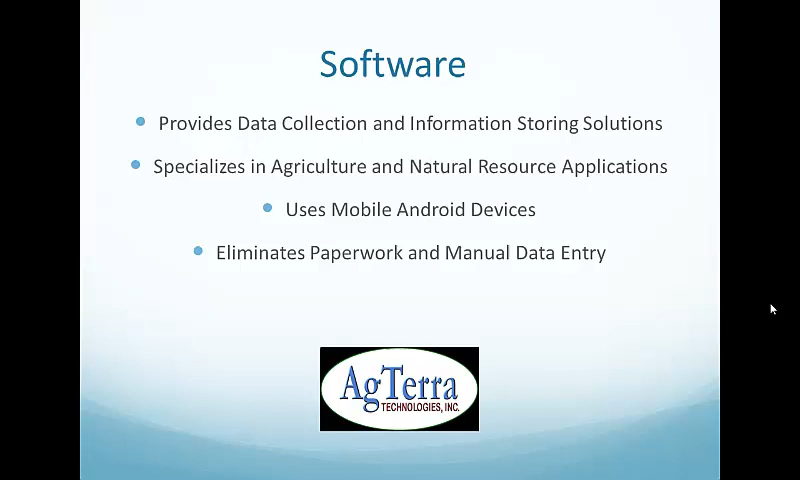 Software
Provides Data Collection and Information Storing Solutions
Specializes in Agriculture and Natural Resource Applications
Uses Mobile Android Devices
Eliminates Paperwork and Manual Data Entry
AgTerra
TECHNOLOGIES, INC.